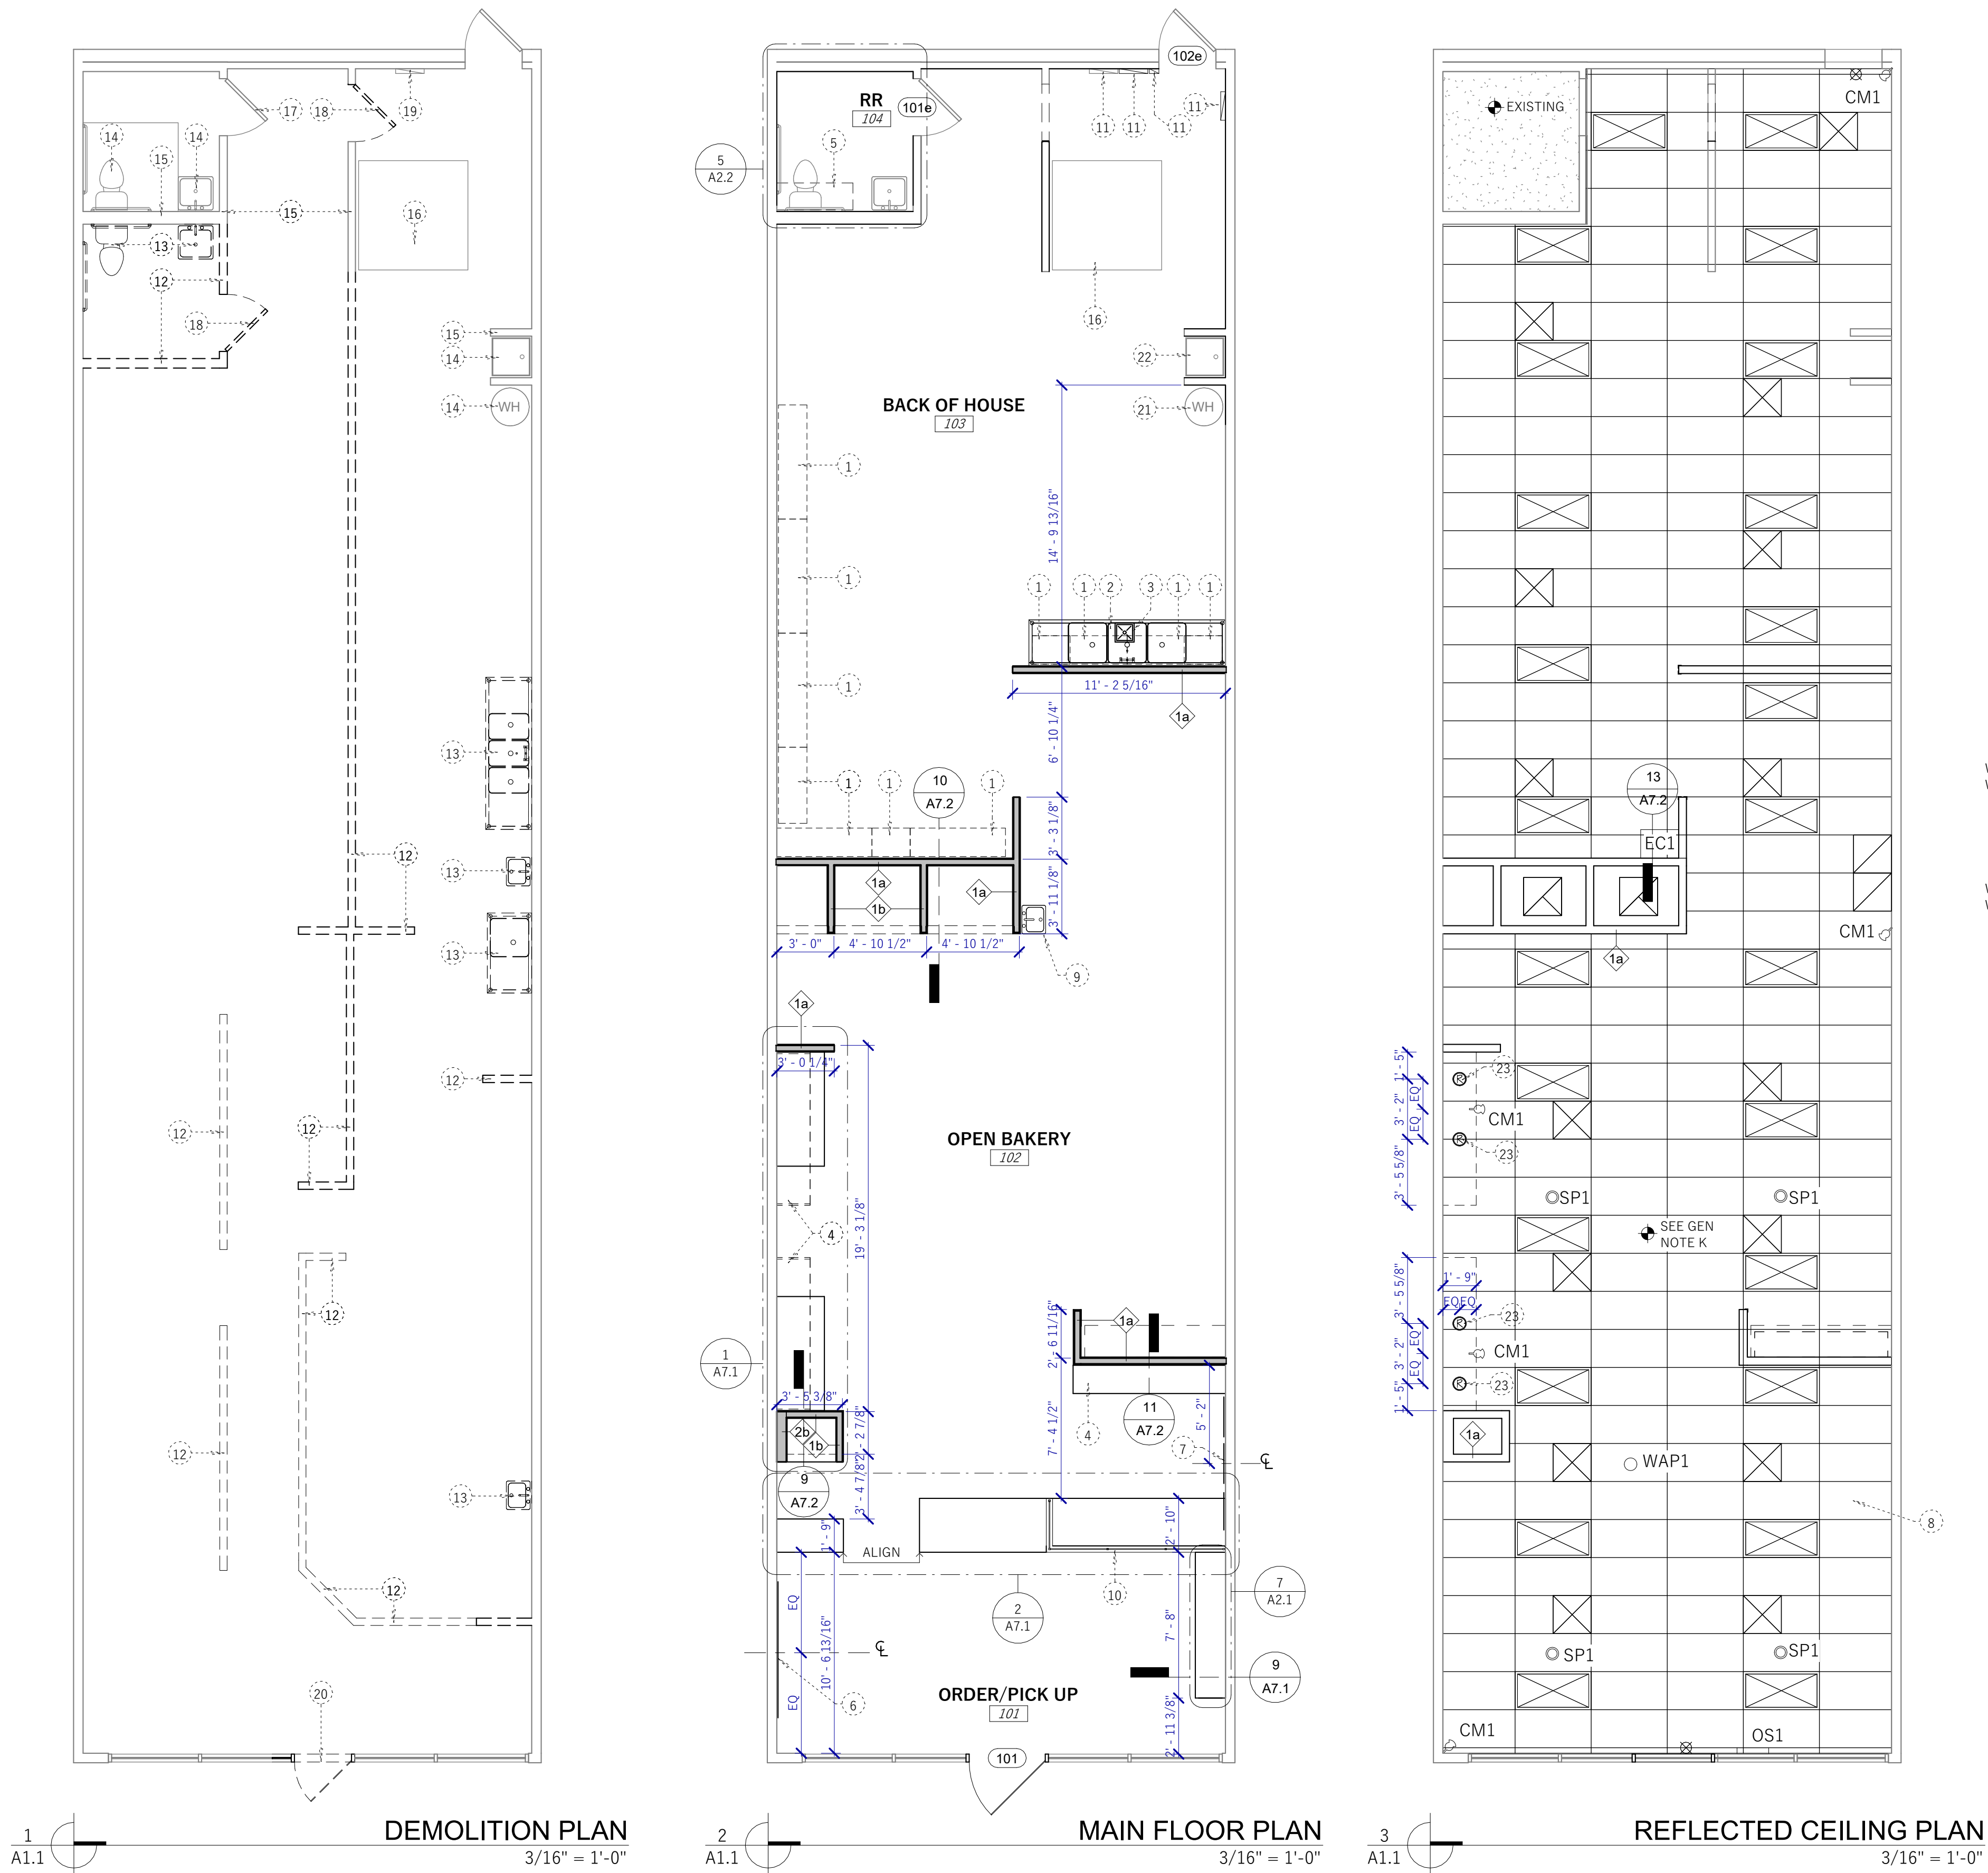 17
18
19
14
14
15
15
16
13
12
18
15
14
14
WH
12
13
13
13
12
12
12
12
12
12
13
12
20
1
A1.1
DEMOLITION PLAN
3/16" = 1'-0"
102e
RR
104
101e
5
5
A2.2
11
11
11
11
16
22
BACK OF HOUSE
103
21
WH
1
14' - 9 13/16"
1
1
1
2
3
1
1
1
11' - 2 5/16"
1a
6' - 10 1/4"
1
1
1
10
A7.2
3' - 3 1/8"
1a
1a
1b
3' - 11 1/8"
3' - 0"
4' - 10 1/2"
4' - 10 1/2"
9
1a
3' - 0 1/4"
OPEN BAKERY
102
4
19' - 3 1/8"
1
A7.1
2' - 6 11/16"
1a
3' - 5 3/8"
2b
1b
2' - 2 7/8"
9
A7.2
3' - 4 7/8"
7' - 4 1/2"
4
11
A7.2
5' - 2"
7
℄
1' - 9"
ALIGN
2' - 10"
10
7
A2.1
2
A7.1
EQ
EQ
10' - 6 13/16"
℄
7' - 8"
6
ORDER/PICK UP
101
9
A7.1
2' - 11 3/8"
101
2
A1.1
MAIN FLOOR PLAN
3/16" = 1'-0"
EXISTING
CM1
13
A7.2
EC1
CM1
1a
1' - 5"
3' - 2"
EQ
EQ
23
CM1
23
3' - 5 5/8"
SP1
SP1
SEE GEN
NOTE K
3' - 5 5/8"
1' - 9"
EQ
EQ
23
3' - 2"
EQ
EQ
CM1
23
1' - 5"
1a
WAP1
8
SP1
SP1
CM1
OS1
3
A1.1
REFLECTED CEILING PLAN
3/16" = 1'-0"